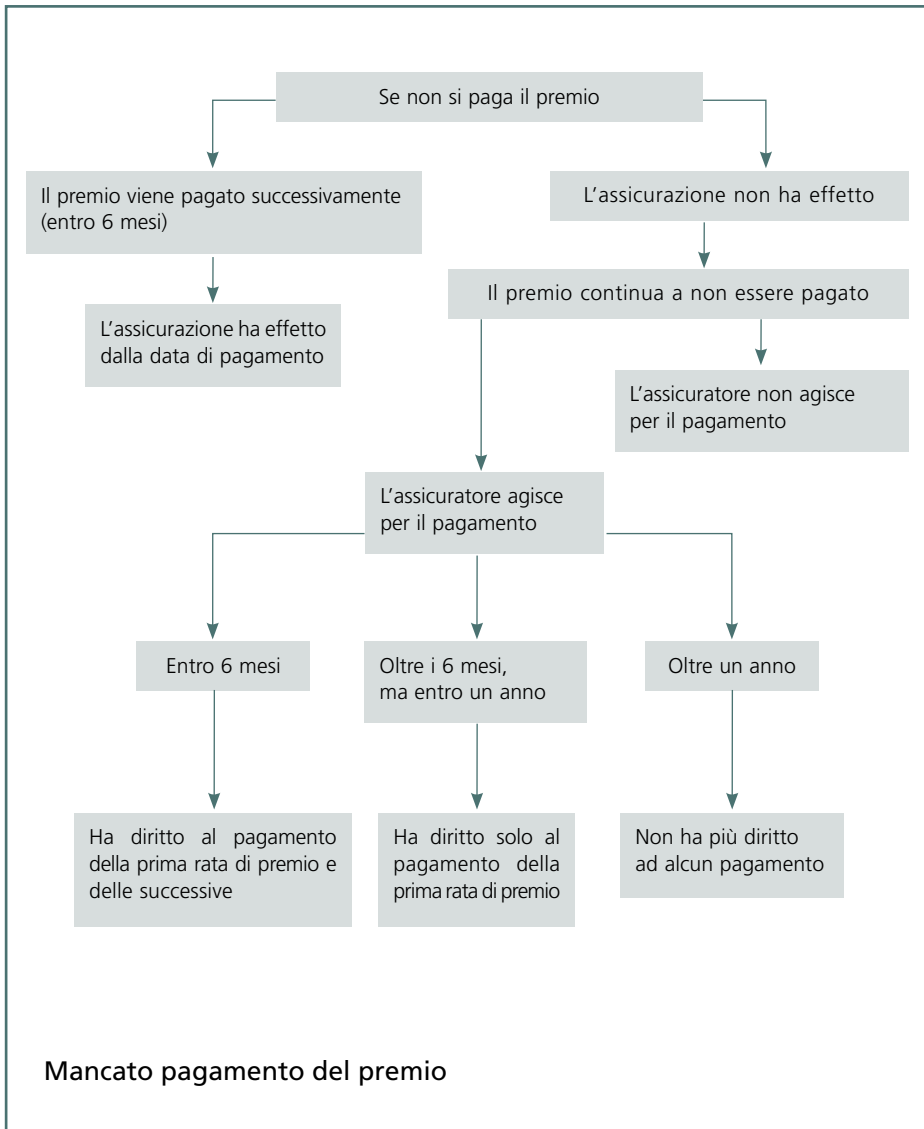 Se non si paga il premio
Il premio viene pagato successivamente
(entro 6 mesi)
L'assicurazione non ha effetto
Il premio continua a non essere pagato
L'assicurazione ha effetto
dalla data di pagamento
L'assicuratore non agisce
per il pagamento
L'assicuratore agisce
per il pagamento
Entro 6 mesi
Oltre i 6 mesi,
ma entro un anno
Oltre un anno
Ha diritto al pagamento
della prima rata di premio e
delle successive
Ha diritto solo al
pagamento della
prima rata di premio
Non ha più diritto
ad alcun pagamento
Mancato pagamento del premio